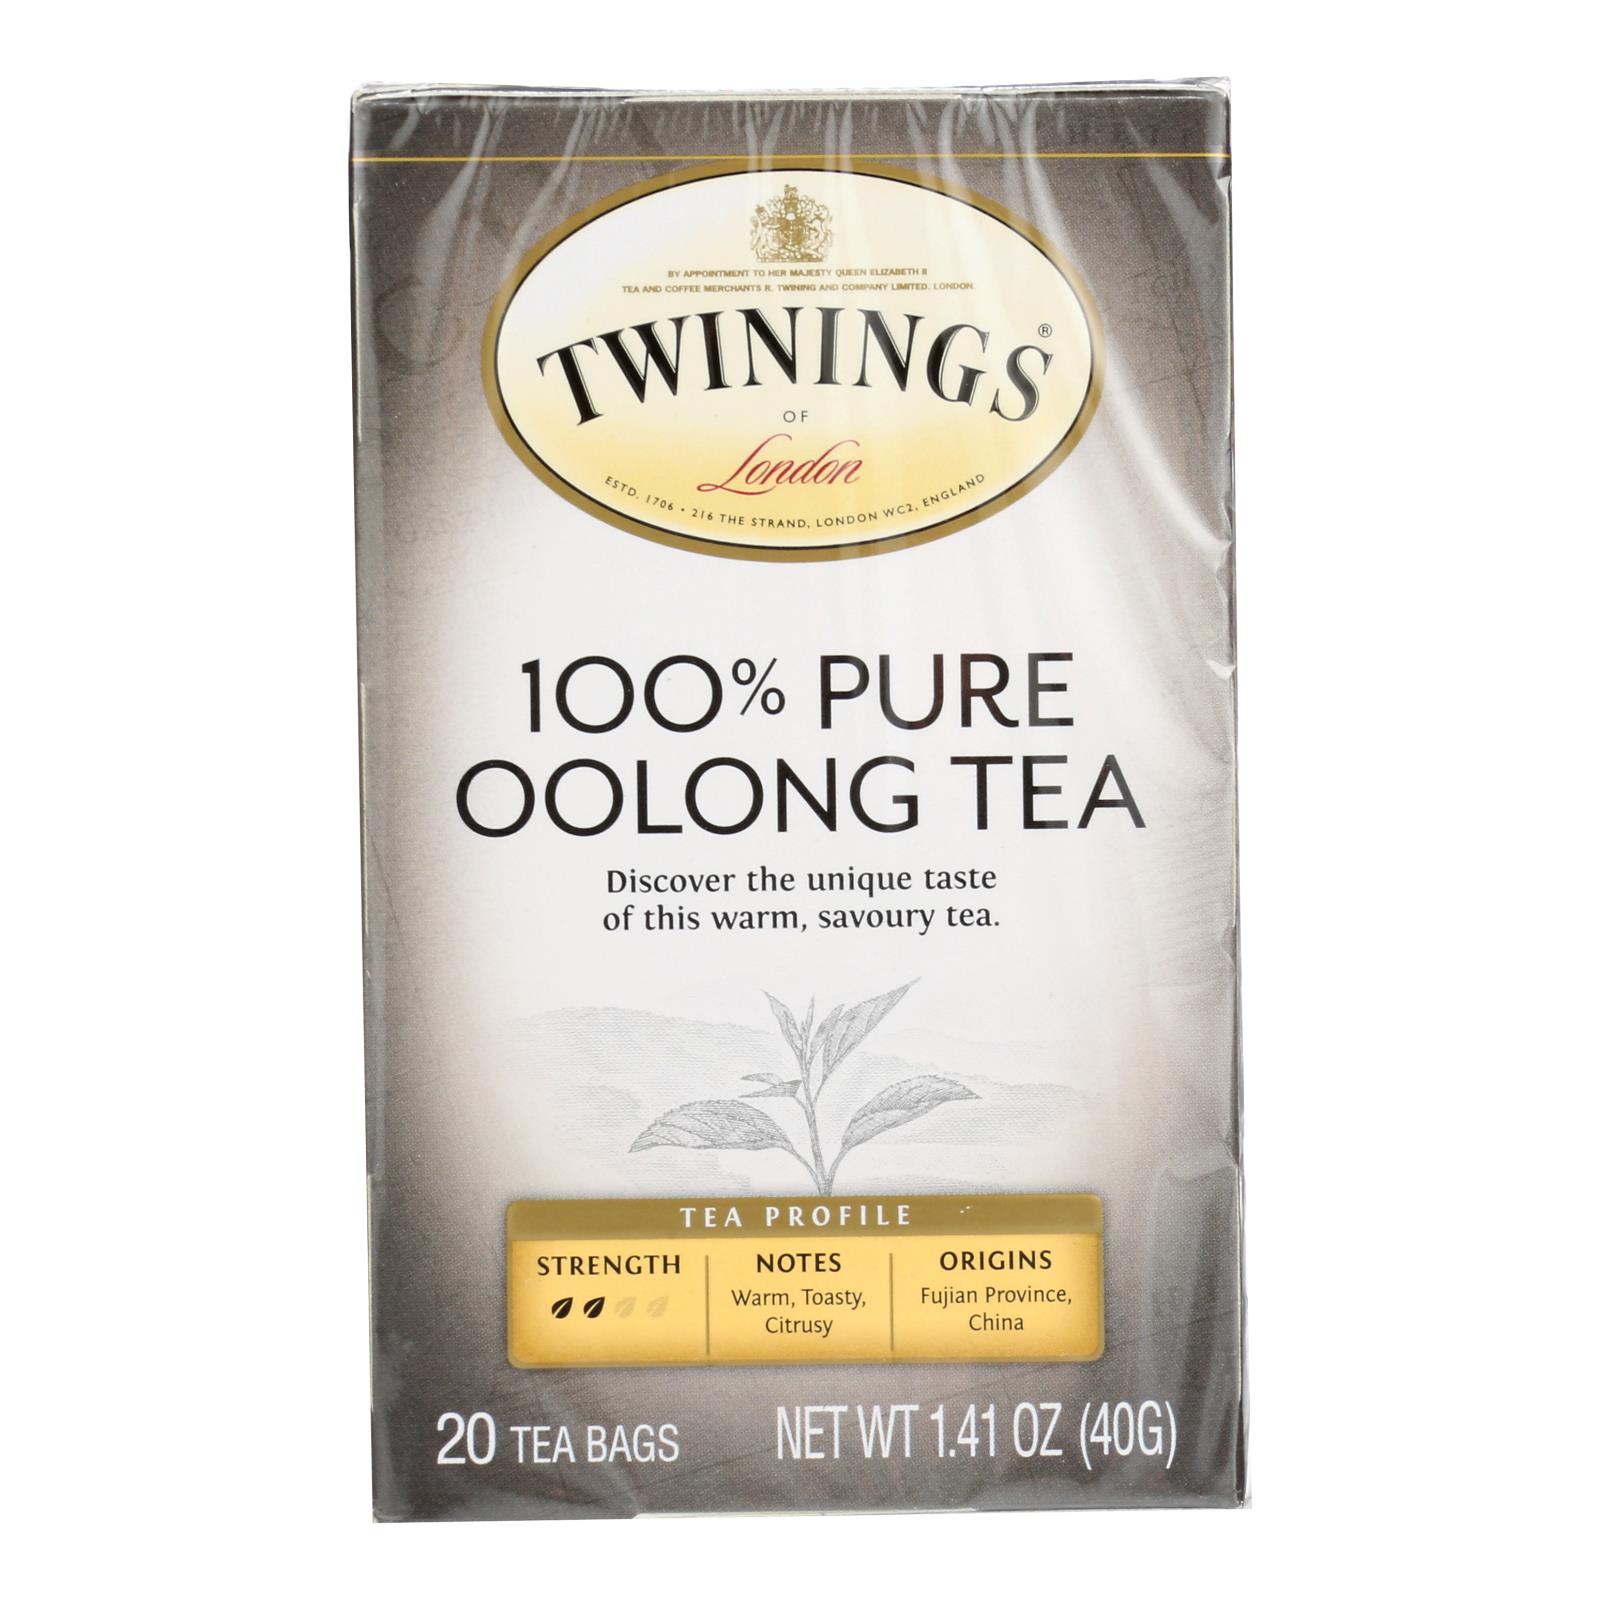 BY APPOINTMENT TO HER MAJESTY QUEEN ELIZABETH II
TEA AND COFFEE MERCHANTS R. TWINING AND COMPANY LIMITED. LONDON.
TWININGS®
OF
London
ESTD. 1706 • 216 THE STRAND, LONDON WC2, ENGLAND
100% PURE
OOLONG TEA
Discover the unique taste
of this warm, savoury tea.
TEA PROFILE
STRENGTH
NOTES
Warm, Toasty,
Citrusy
ORIGINS
Fujian Province,
China
20 TEA BAGS
NET WT 1.41 OZ (40G)